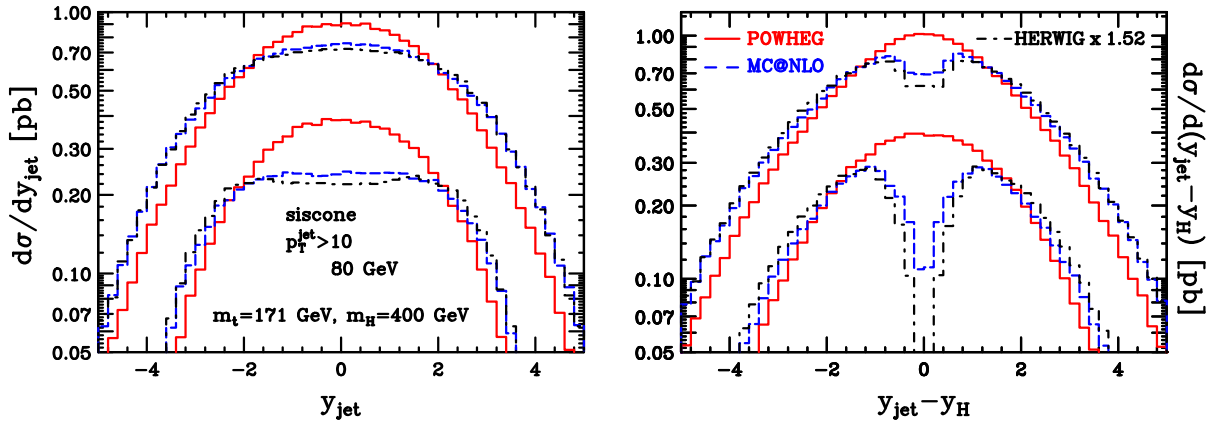 dσ/dy_jet [pb]
1.00
0.70
0.50
0.30
0.20
0.10
0.07
0.05
siscone
p_T^jet>10
80 GeV
m_t=171 GeV, m_H=400 GeV
−4 −2 0 2 4
y_jet
1.00
0.70
0.50
0.30
0.20
0.10
0.07
0.05
POWHEG
MC@NLO
HERWIG x 1.52
−4 −2 0 2 4
y_jet−y_H
dσ/d(y_jet−y_H) [pb]